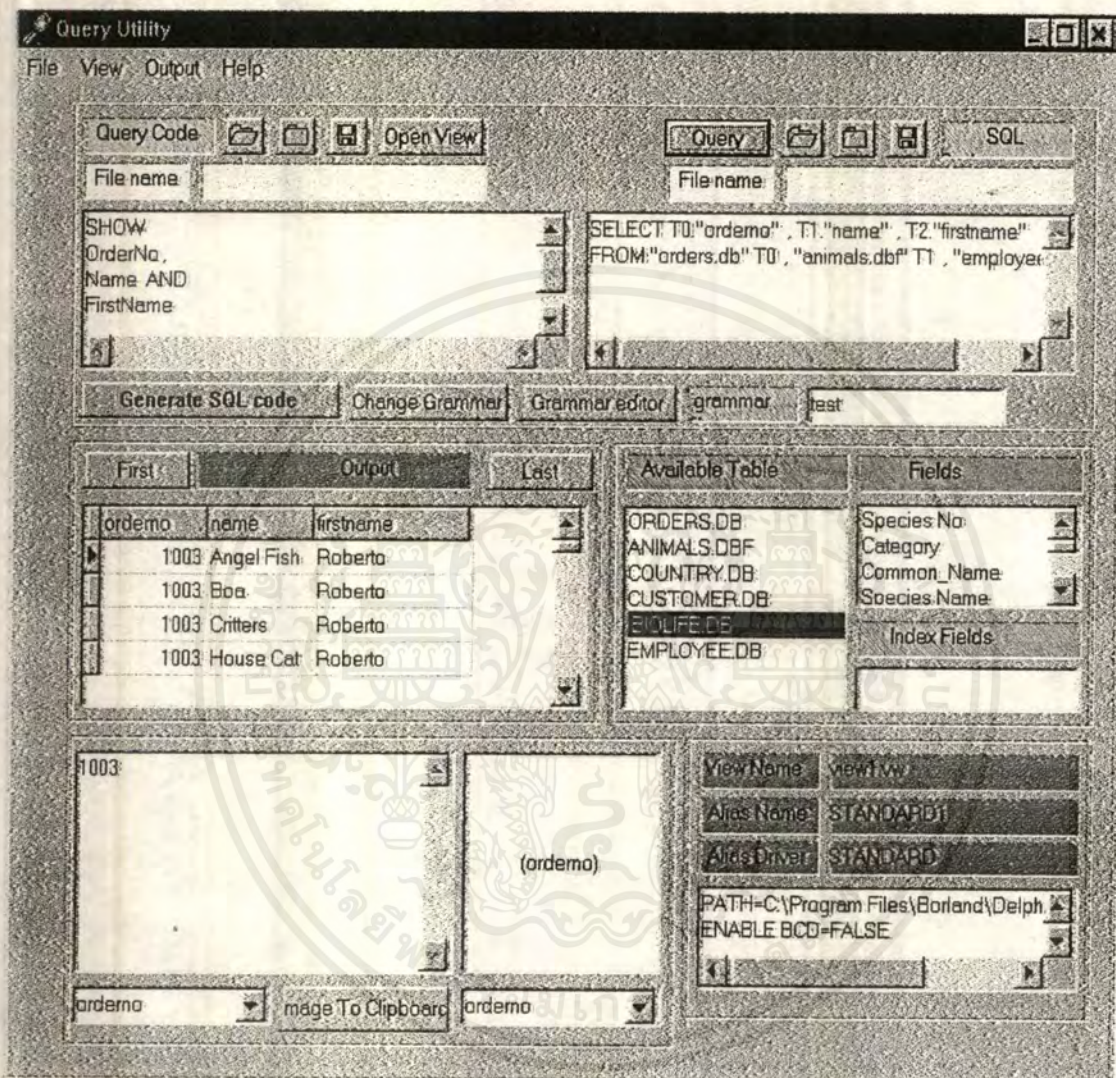 Query Utility
File View Output Help
Query Code Open View Query SQL
File name File name:
SHOW
OrderNo,
Name AND
FirstName
SELECT T0."orderno" , T1."name" , T2."firstname"
FROM "orders.db" T0 , "animals.dbf" T1 , "employee
Generate SQL code Change Grammar Grammar editor grammar test
First Output Last
orderno name firstname
1003 Angel Fish Roberto
1003 Boa Roberto
1003 Critters Roberto
1003 House Cat Roberto
Available Table Fields
ORDERS.DB
ANIMALS.DBF
COUNTRY.DB
CUSTOMER.DB
BIOLIFE.DB
EMPLOYEE.DB
Species No
Category
Common_Name
Species Name
Index Fields
1003
(orderno)
orderno mage To Clipboard orderno
View Name view1.vw
Alias Name STANDARD1
Alias Driver STANDARD
PATH=C:\Program Files\Borland\Delph
ENABLE BCD=FALSE